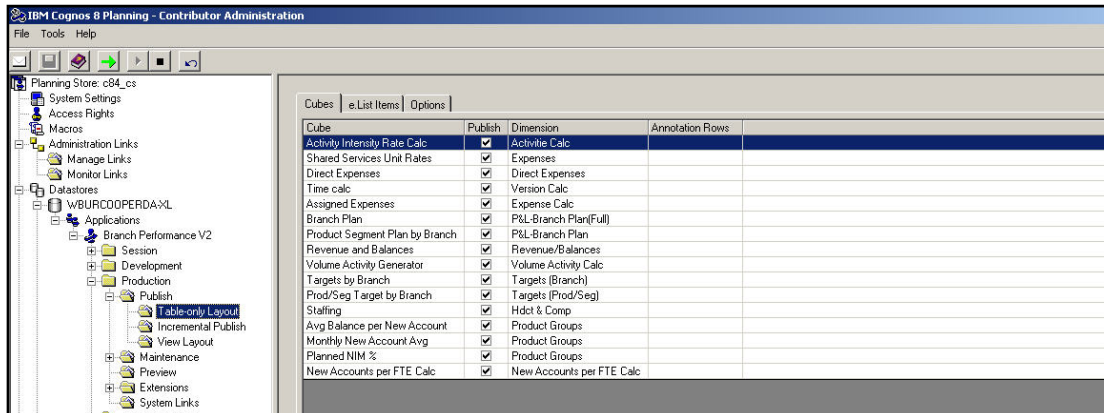 IBM Cognos 8 Planning - Contributor Administration
File Tools Help
Planning Store: c84_cs
System Settings
Access Rights
Macros
Administration Links
Manage Links
Monitor Links
Datastores
WBURCOOPERDA-XL
Applications
Branch Performance V2
Session
Development
Production
Publish
Table-only Layout
Incremental Publish
View Layout
Maintenance
Preview
Extensions
System Links
Cubes e.List Items Options
Cube Publish Dimension Annotation Rows
Activity Intensity Rate Calc Activitie Calc
Shared Services Unit Rates Expenses
Direct Expenses Direct Expenses
Time calc Version Calc
Assigned Expenses Expense Calc
Branch Plan P&L-Branch Plan(Full)
Product Segment Plan by Branch P&L-Branch Plan
Revenue and Balances Revenue/Balances
Volume Activity Generator Volume Activity Calc
Targets by Branch Targets (Branch)
Prod/Seg Target by Branch Targets (Prod/Seg)
Staffing Hdct & Comp
Avg Balance per New Account Product Groups
Monthly New Account Avg Product Groups
Planned NIM % Product Groups
New Accounts per FTE Calc New Accounts per FTE Calc